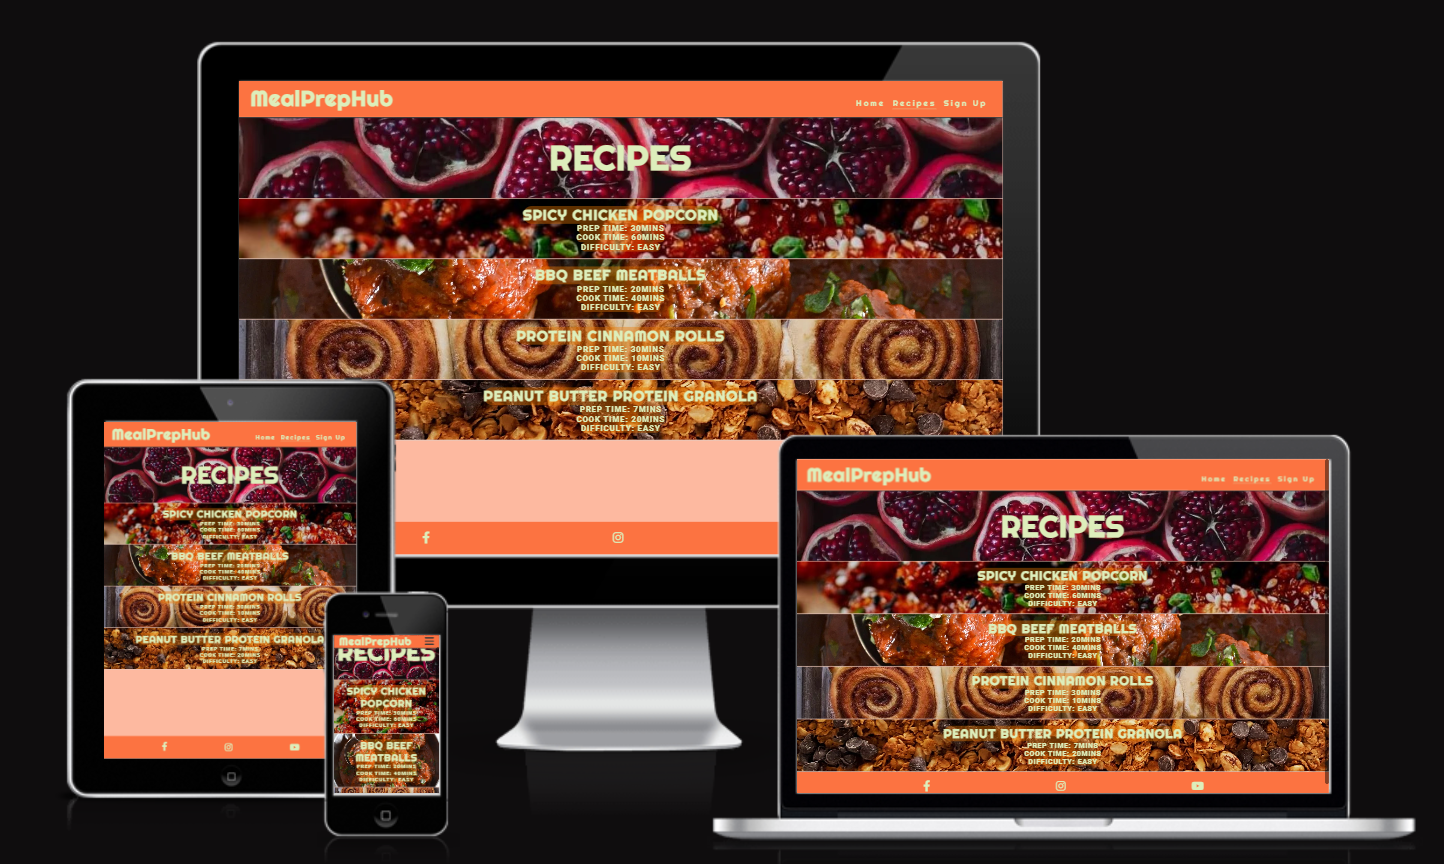 MealPrepHub
Home Recipes Sign Up
RECIPES
SPICY CHICKEN POPCORN
PREP TIME: 30MINS
COOK TIME: 60MINS
DIFFICULTY: EASY
BBQ BEEF MEATBALLS
PREP TIME: 20MINS
COOK TIME: 40MINS
DIFFICULTY: EASY
PROTEIN CINNAMON ROLLS
PREP TIME: 30MINS
COOK TIME: 10MINS
DIFFICULTY: EASY
PEANUT BUTTER PROTEIN GRANOLA
PREP TIME: 7MINS
COOK TIME: 20MINS
DIFFICULTY: EASY
MealPrepHub
Home Recipes Sign Up
RECIPES
SPICY CHICKEN POPCORN
PREP TIME: 30MINS
COOK TIME: 60MINS
DIFFICULTY: EASY
BBQ BEEF MEATBALLS
PREP TIME: 20MINS
COOK TIME: 40MINS
DIFFICULTY: EASY
PROTEIN CINNAMON ROLLS
PREP TIME: 30MINS
COOK TIME: 10MINS
DIFFICULTY: EASY
PEANUT BUTTER PROTEIN GRANOLA
PREP TIME: 7MINS
COOK TIME: 20MINS
DIFFICULTY: EASY
MealPrepHub
RECIPES
SPICY CHICKEN
POPCORN
PREP TIME: 30MINS
COOK TIME: 60MINS
DIFFICULTY: EASY
BBQ BEEF
MEATBALLS
PREP TIME: 20MINS
COOK TIME: 40MINS
DIFFICULTY: EASY
MealPrepHub
Home Recipes Sign Up
RECIPES
SPICY CHICKEN POPCORN
PREP TIME: 30MINS
COOK TIME: 60MINS
DIFFICULTY: EASY
BBQ BEEF MEATBALLS
PREP TIME: 20MINS
COOK TIME: 40MINS
DIFFICULTY: EASY
PROTEIN CINNAMON ROLLS
PREP TIME: 30MINS
COOK TIME: 10MINS
DIFFICULTY: EASY
PEANUT BUTTER PROTEIN GRANOLA
PREP TIME: 7MINS
COOK TIME: 20MINS
DIFFICULTY: EASY